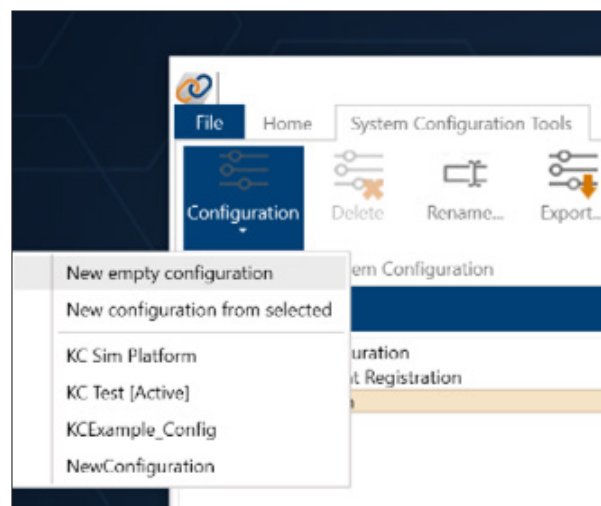 File Home System Configuration Tools
Configuration Delete Rename... Export...
New empty configuration
em Configuration
New configuration from selected
KC Sim Platform
uration
KC Test [Active]
t Registration
KCExample_Config
NewConfiguration